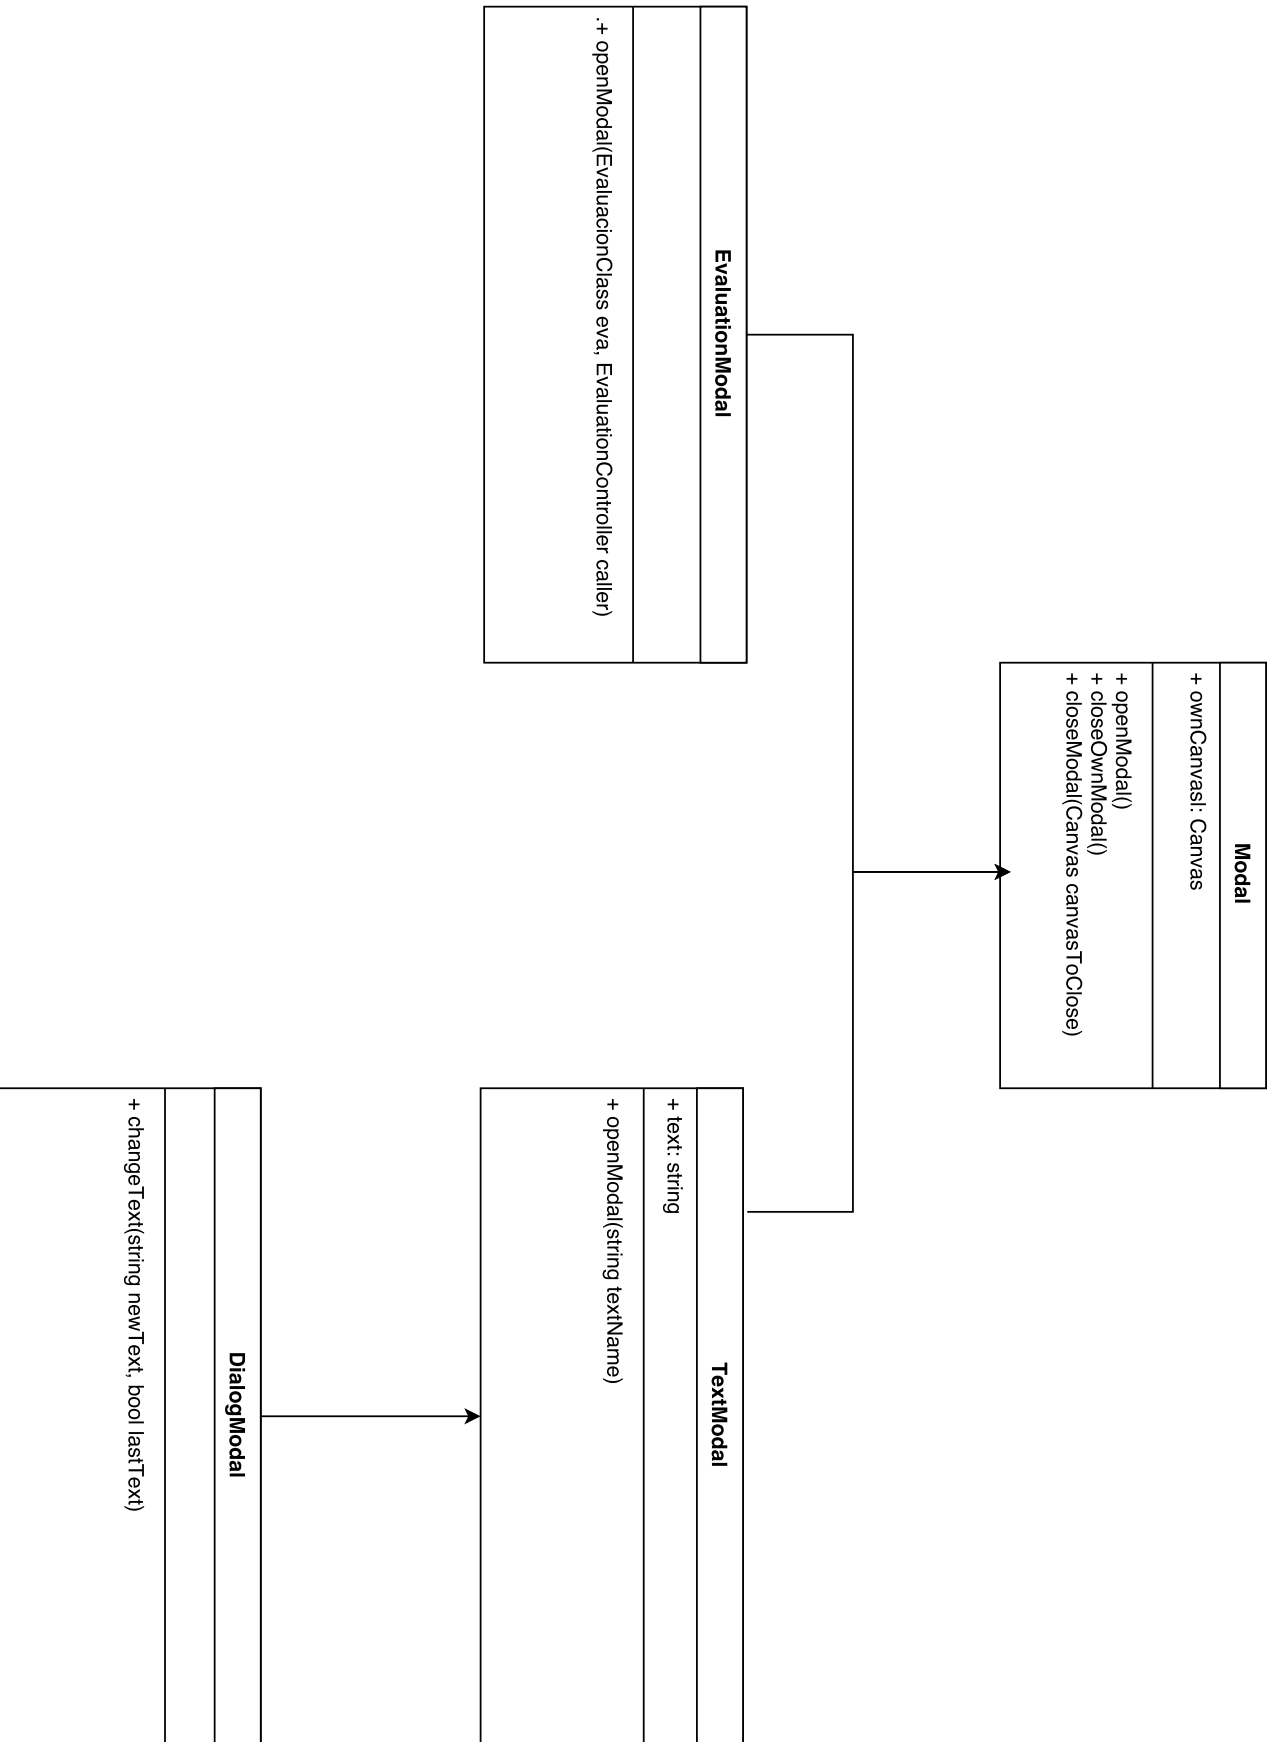 Modal
+ ownCanvasl: Canvas
+ openModal()
+ closeOwnModal()
+ closeModal(Canvas canvasToClose)
EvaluationModal
.+ openModal(EvaluacionClass eva, EvaluationController caller)
TextModal
+ text: string
+ openModal(string textName)
DialogModal
+ changeText(string newText, bool lastText)